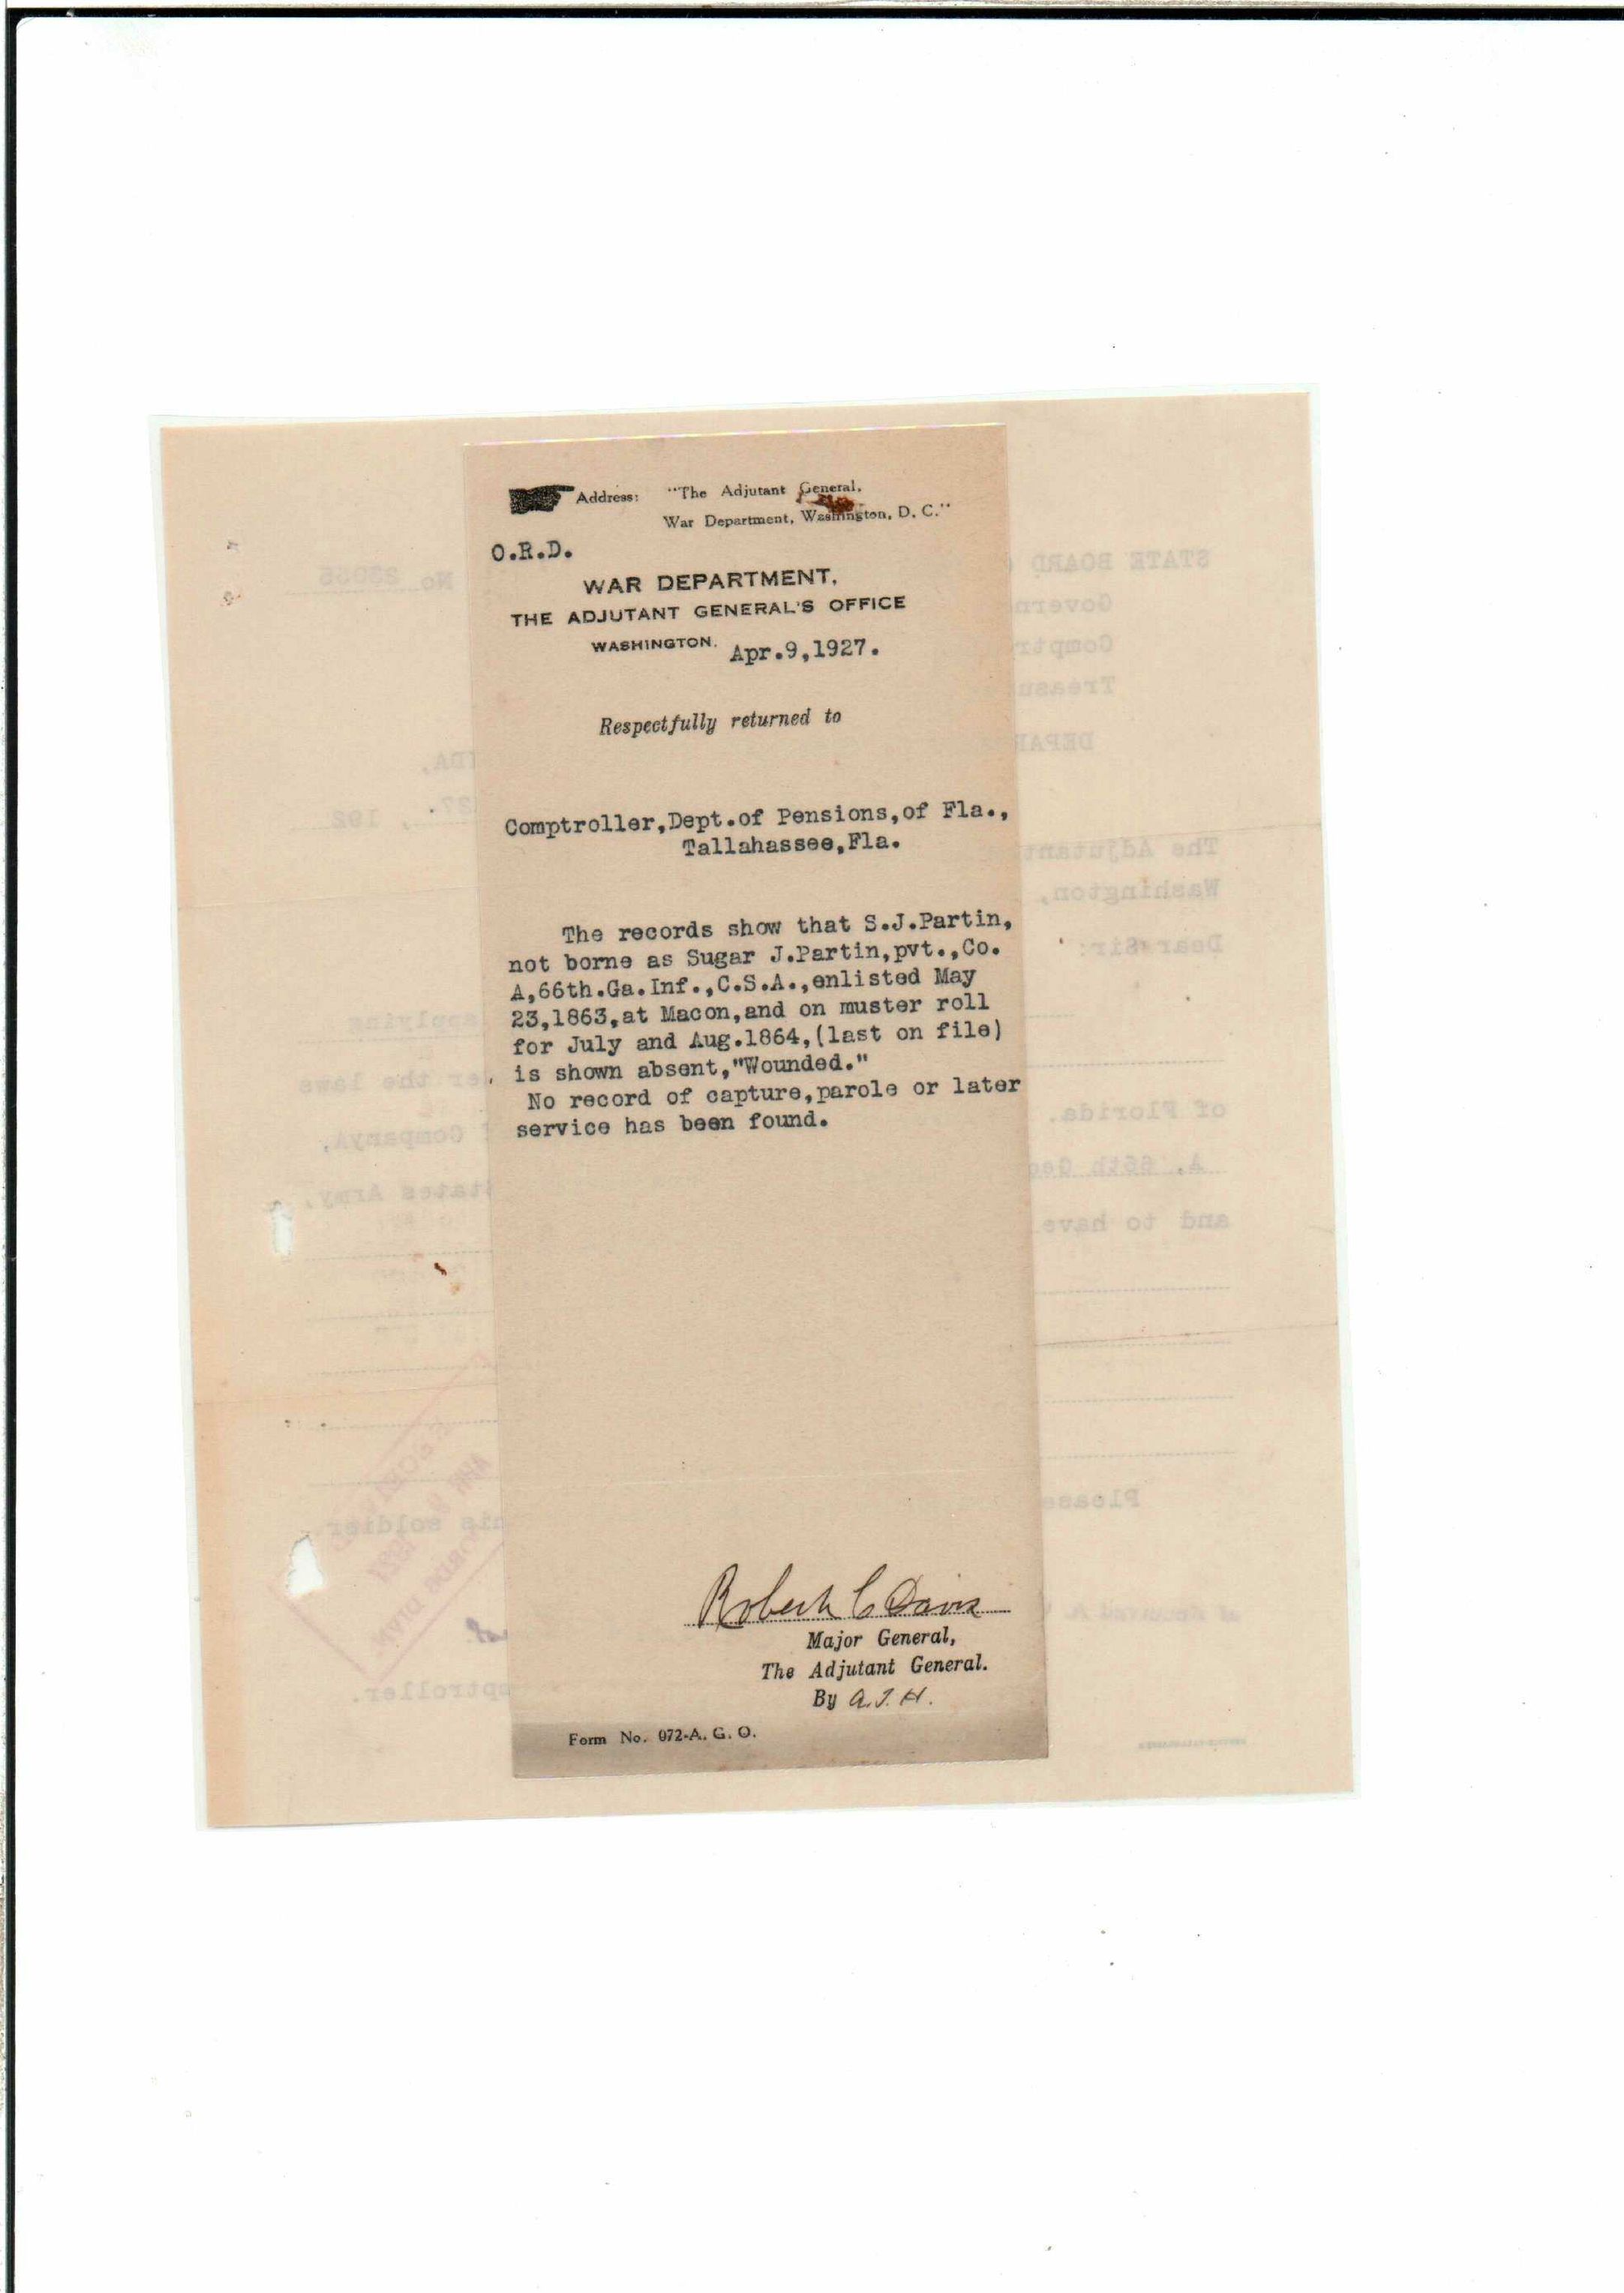 Address: "The Adjutant General,
War Department, Washington, D. C."
O.R.D.
WAR DEPARTMENT,
THE ADJUTANT GENERAL'S OFFICE
WASHINGTON, Apr.9,1927.
Respectfully returned to
Comptroller,Dept.of Pensions,of Fla.,
Tallahassee,Fla.
The records show that S.J.Partin,
not borne as Sugar J.Partin,pvt.,Co.
A,66th.Ga.Inf.,C.S.A.,enlisted May
23,1863,at Macon,and on muster roll
for July and Aug.1864,(last on file)
is shown absent,"Wounded."
No record of capture,parole or later
service has been found.
Robert C Davis
Major General,
The Adjutant General.
By A.J.H.
Form No. 072-A. G. O.